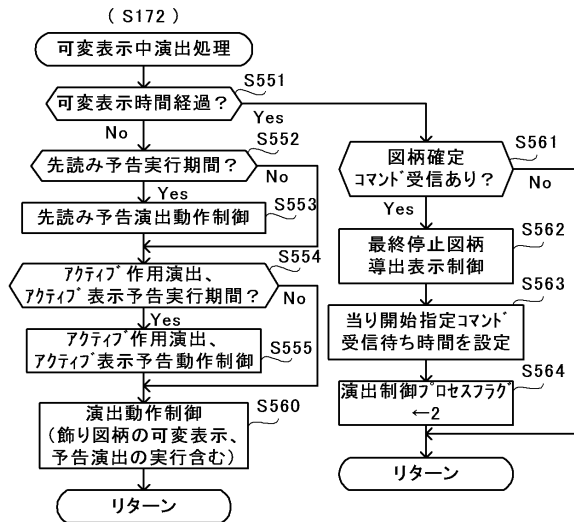 (S172)
可変表示中演出処理
S551
可変表示時間経過？
Yes
No
S552
先読み予告実行期間？
No
Yes
S553
先読み予告演出動作制御
S554
ｱｸﾃｨﾌﾞ作用演出、
ｱｸﾃｨﾌﾞ表示予告実行期間？
No
Yes
ｱｸﾃｨﾌﾞ作用演出、
ｱｸﾃｨﾌﾞ表示予告動作制御
S555
S560
演出動作制御
(飾り図柄の可変表示、
予告演出の実行含む)
リターン
S561
図柄確定
ｺﾏﾝﾄﾞ受信あり？
No
Yes
S562
最終停止図柄
導出表示制御
S563
当り開始指定ｺﾏﾝﾄﾞ
受信待ち時間を設定
S564
演出制御ﾌﾟﾛｾｽﾌﾗｸﾞ
←2
リターン